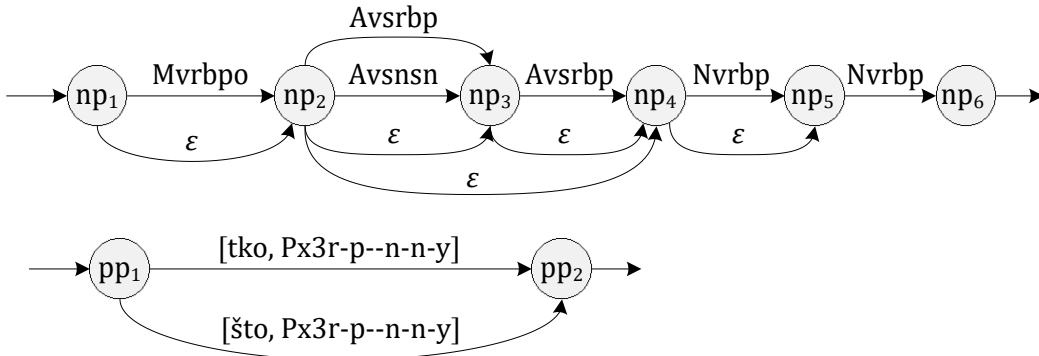 Avsrbp
Mvrbpo Avsnsn Avsrbp Nvrbp Nvrbp
np1 np2 np3 np4 np5 np6
ε ε ε ε
ε
[tko, Px3r-p--n-n-y]
pp1 pp2
[što, Px3r-p--n-n-y]